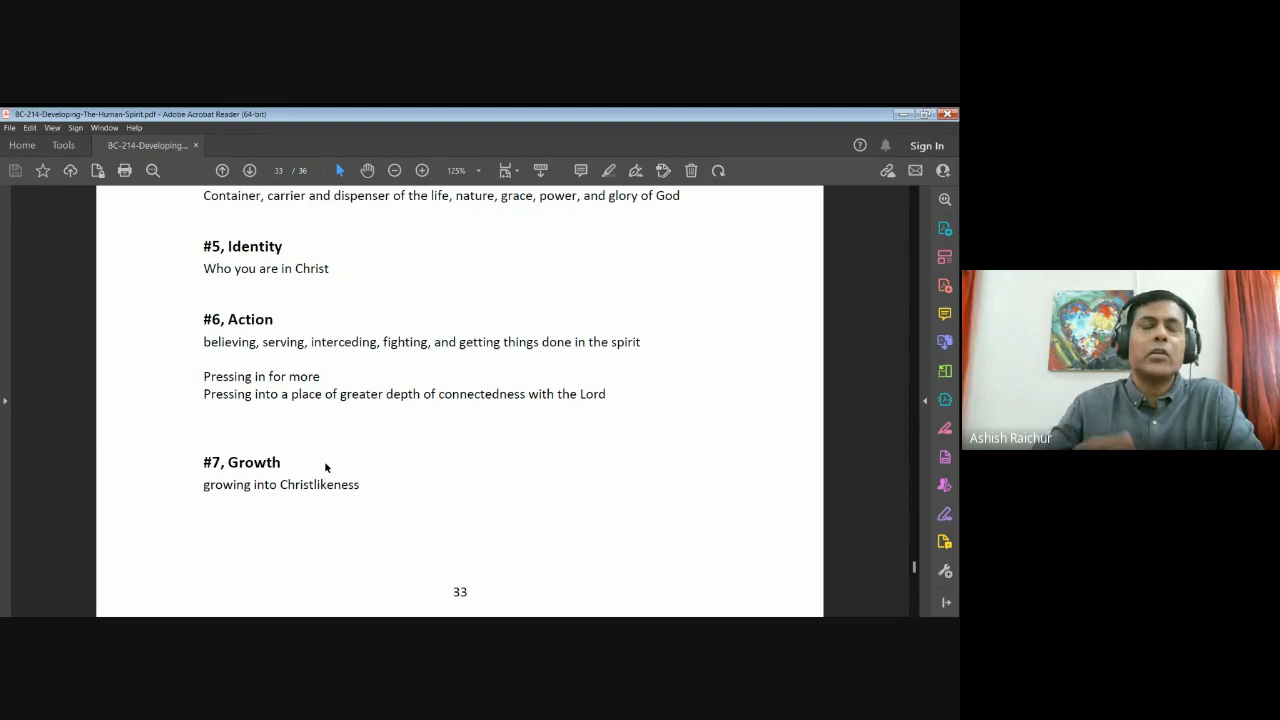 BC-214-Developing-The-Human-Spirit.pdf - Adobe Acrobat Reader (64-bit)
File Edit View Sign Window Help
Home Tools BC-214-Developing... × Sign In
33 / 36 125%
Container, carrier and dispenser of the life, nature, grace, power, and glory of God
#5, Identity
Who you are in Christ
#6, Action
believing, serving, interceding, fighting, and getting things done in the spirit
Pressing in for more
Pressing into a place of greater depth of connectedness with the Lord
#7, Growth
growing into Christlikeness
33
Ashish Raichur